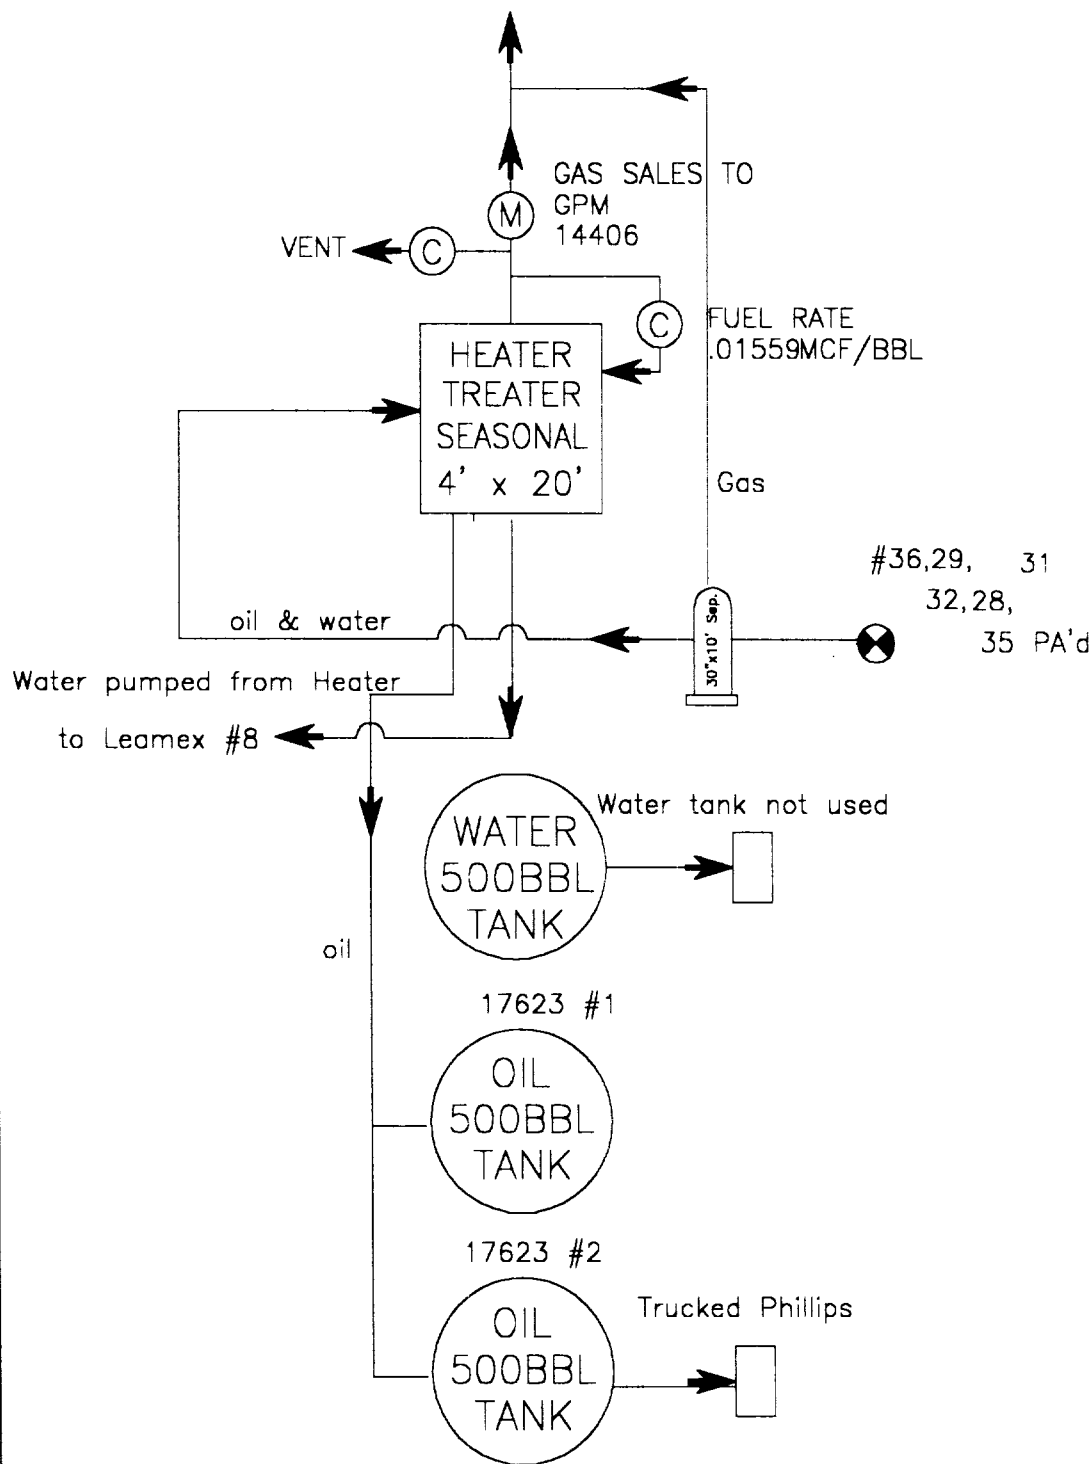 GAS SALES TO
GPM
14406
M
VENT
C
C
FUEL RATE
.01559MCF/BBL
HEATER
TREATER
SEASONAL
4' x 20'
Gas
#36,29, 31
32,28,
35 PA'd
30"x10' Sep.
oil & water
Water pumped from Heater
to Leamex #8
Water tank not used
WATER
500BBL
TANK
oil
17623 #1
OIL
500BBL
TANK
17623 #2
OIL
500BBL
TANK
Trucked Phillips